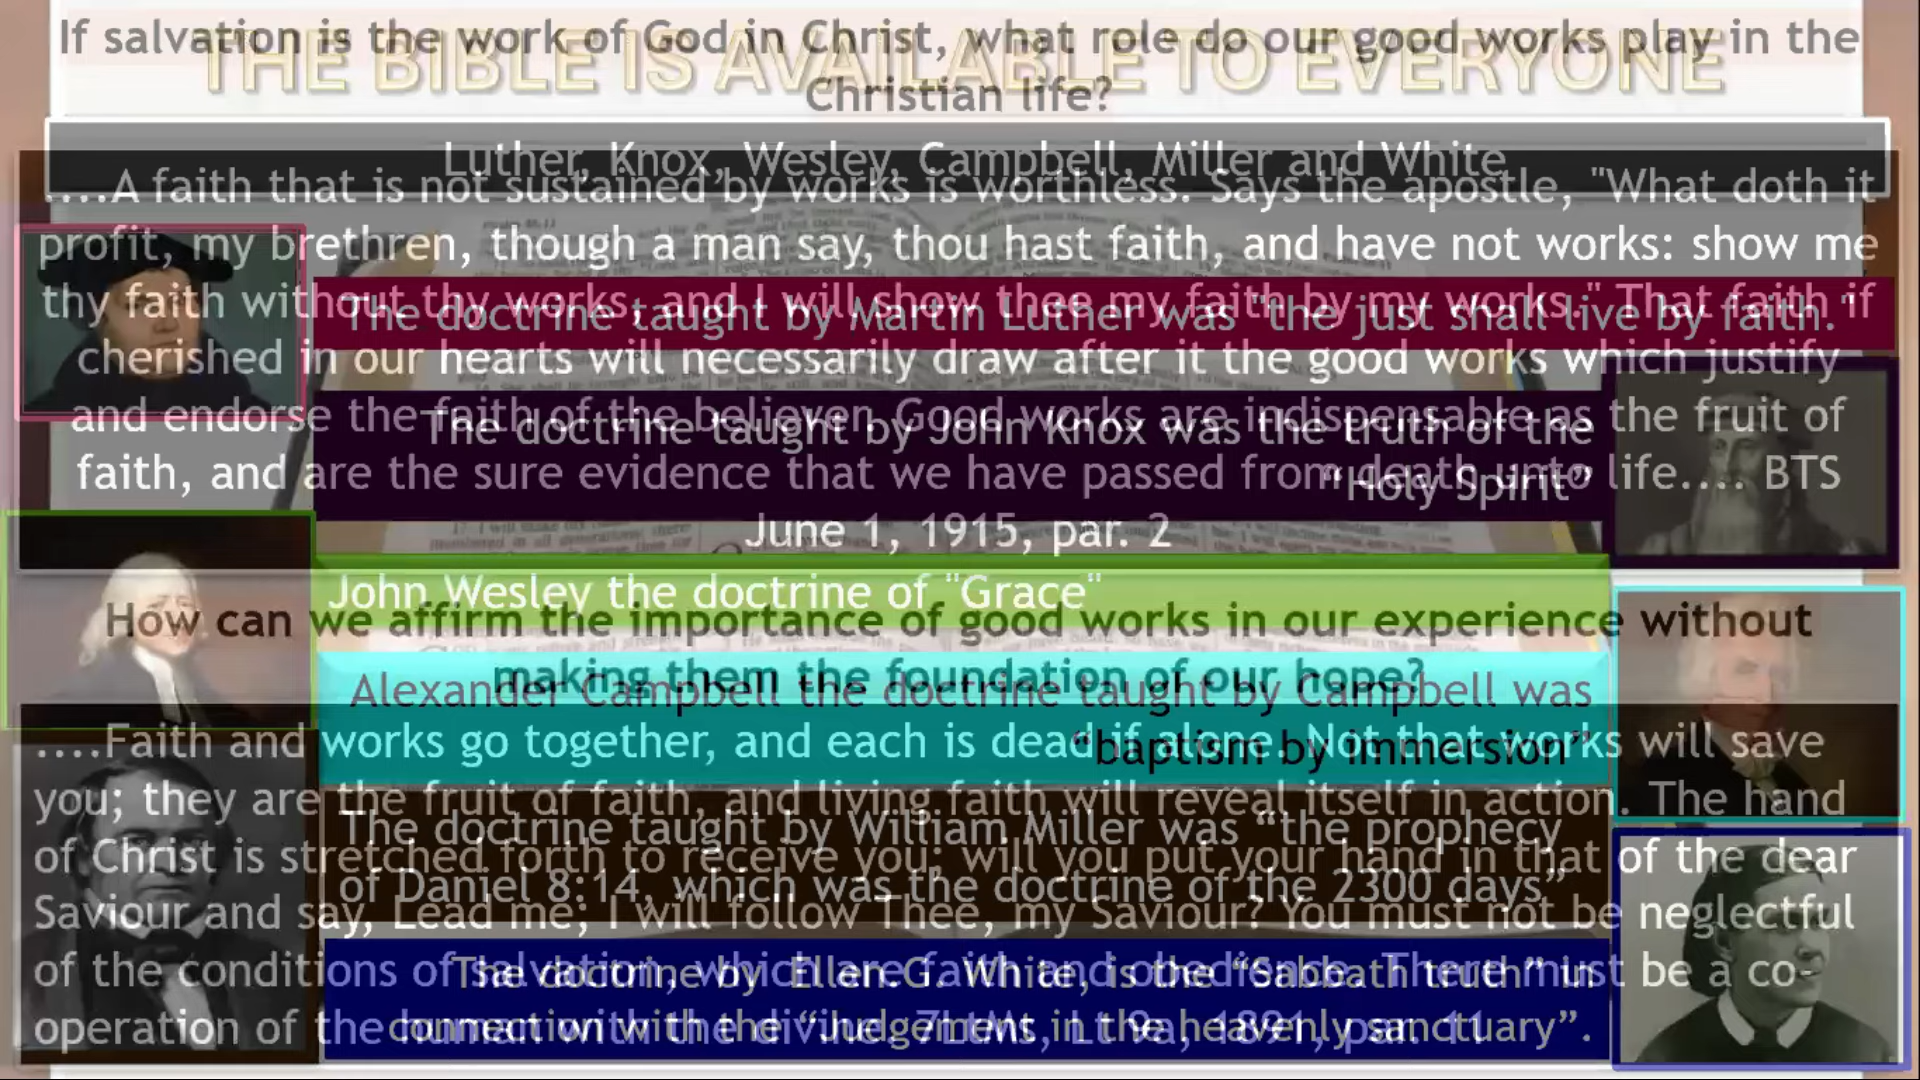 If salvation is the work of God in Christ, what role do our good works play in the
Christian life?
THE BIBLE IS AVAILABLE TO EVERYONE
Luther, Knox, Wesley, Campbell, Miller and White
....A faith that is not sustained by works is worthless. Says the apostle, "What doth it
profit, my brethren, though a man say, thou hast faith, and have not works: show me
thy faith without thy works, and I will show thee my faith by my works." That faith if
cherished in our hearts will necessarily draw after it the good works which justify
and endorse the faith of the believer. Good works are indispensable as the fruit of
faith, and are the sure evidence that we have passed from death unto life.... BTS
June 1, 1915, par. 2
The doctrine taught by Martin Luther was "the just shall live by faith."
The doctrine taught by John Knox was the truth of the
“Holy Spirit”
John Wesley the doctrine of "Grace"
How can we affirm the importance of good works in our experience without
making them the foundation of our hope?
Alexander Campbell the doctrine taught by Campbell was
“baptism by immersion”
....Faith and works go together, and each is dead if alone. Not that works will save
you; they are the fruit of faith, and living faith will reveal itself in action. The hand
of Christ is stretched forth to receive you; will you put your hand in that of the dear
Saviour and say, Lead me; I will follow Thee, my Saviour? You must not be neglectful
of the conditions of salvation, which are faith and obedience. There must be a co-
operation of the human with the divine. 7LtMs, Lt 9a, 1891, par. 11
The doctrine taught by William Miller was “the prophecy
of Daniel 8:14, which was the doctrine of the 2300 days”
The doctrine by Ellen G. White, is the “Sabbath truth” in
connection with the “Judgement in the heavenly sanctuary”.